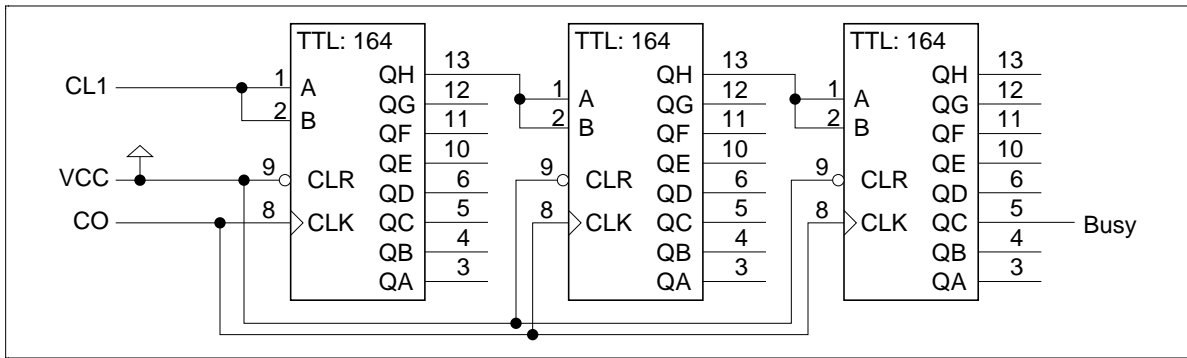 TTL: 164
TTL: 164
TTL: 164
CL1
1
A
2
B
VCC
9
CLR
CO
8
CLK
QH
13
QG
12
QF
11
QE
10
QD
6
QC
5
QB
4
QA
3
1
A
2
B
9
CLR
8
CLK
QH
13
QG
12
QF
11
QE
10
QD
6
QC
5
QB
4
QA
3
1
A
2
B
9
CLR
8
CLK
QH
13
QG
12
QF
11
QE
10
QD
6
QC
5
Busy
QB
4
QA
3